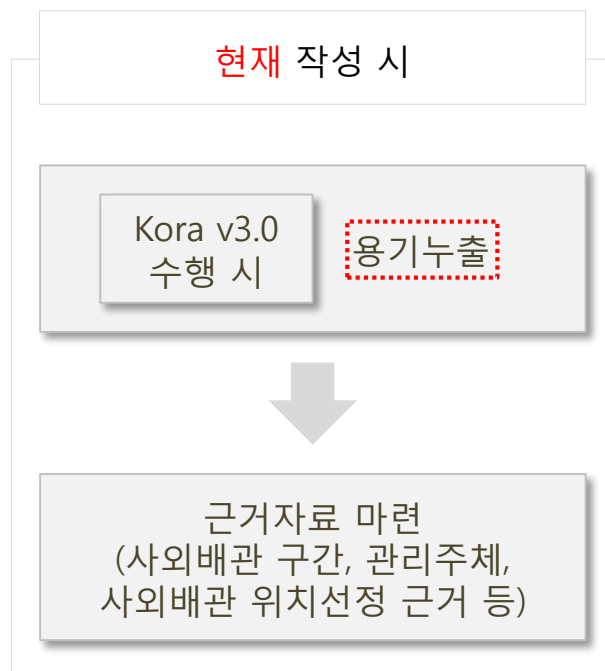 현재 작성 시
Kora v3.0
수행 시
용기누출
근거자료 마련
(사외배관 구간, 관리주체,
사외배관 위치선정 근거 등)